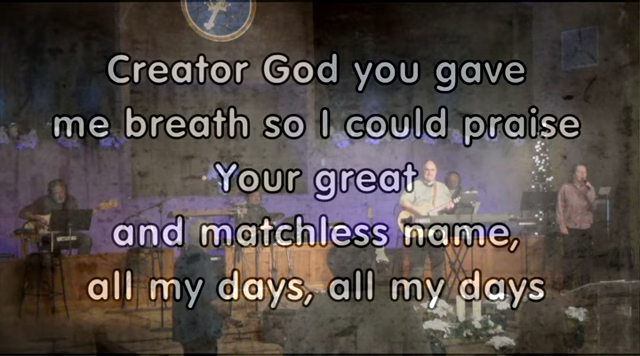 Creator God you gave
me breath so I could praise
Your great
and matchless name,
all my days, all my days